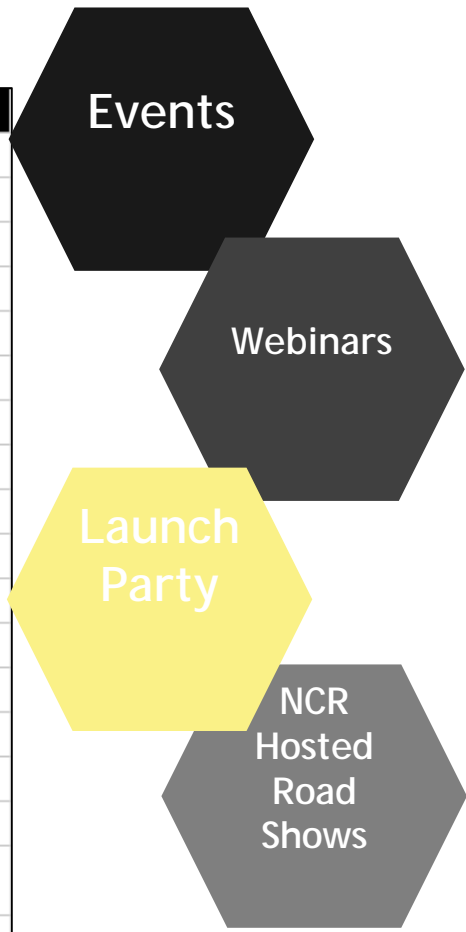 Events
Webinars
Launch
Party
NCR
Hosted
Road
Shows